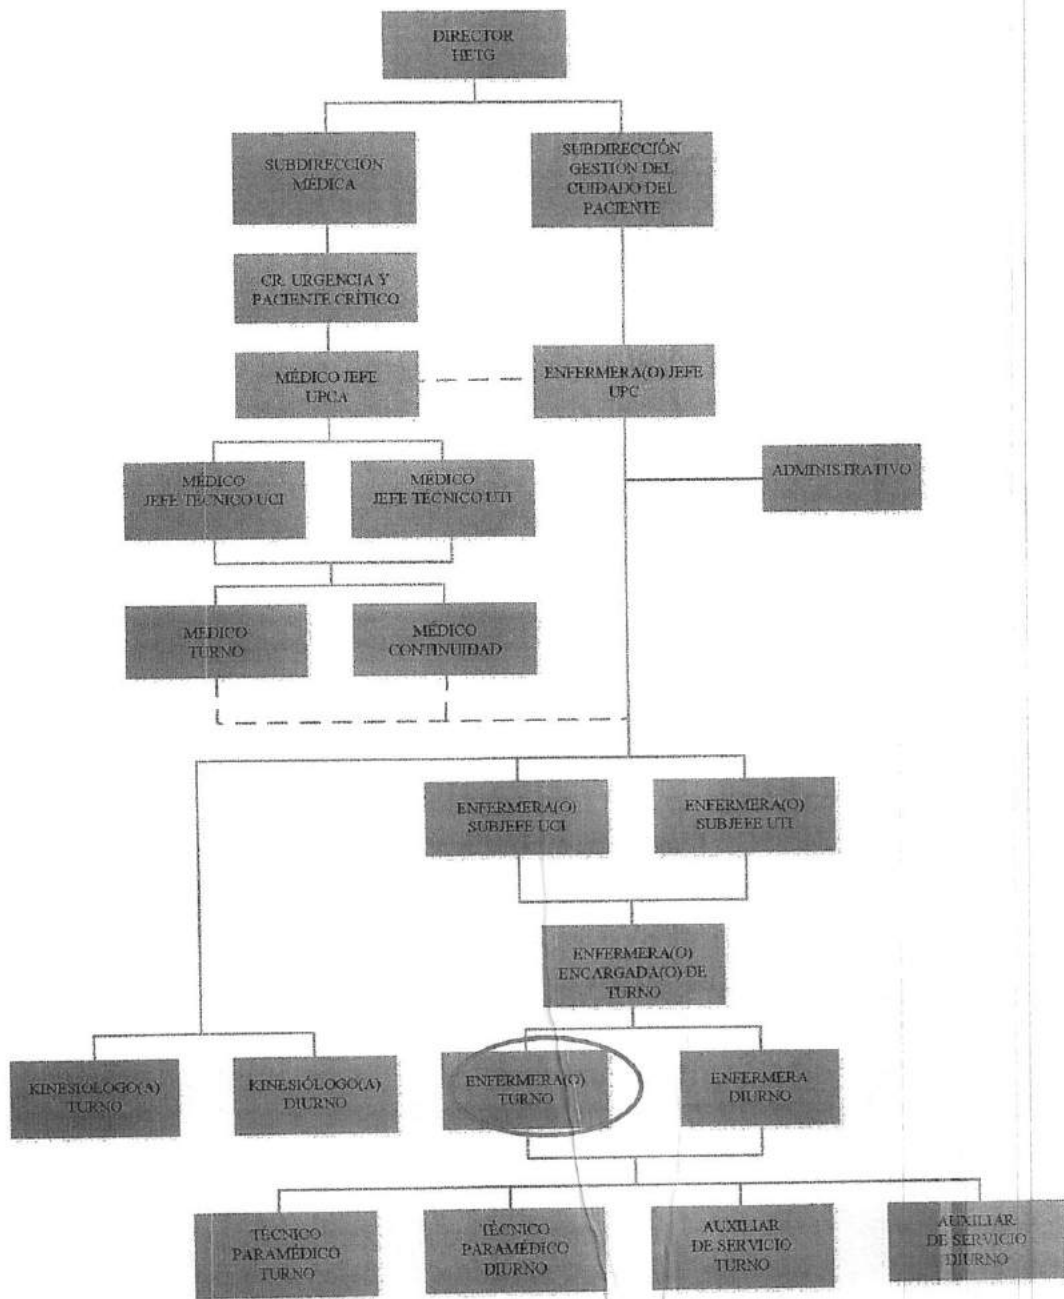 DIRECTOR
HETG
SUBDIRECCION
MÉDICA
SUBDIRECCIÓN
GESTIÓN DEL
CUIDADO DEL
PACIENTE
CR. URGENCIA Y
PACIENTE CRÍTICO
MÉDICO JEFE
UPCA
ENFERMERA(O) JEFE
UPC
ADMINISTRATIVO
MÉDICO
JEFE TÉCNICO UCI
MÉDICO
JEFE TÉCNICO UTI
MÉDICO
TURNO
MÉDICO
CONTINUIDAD
ENFERMERA(O)
SUBJEFE UCI
ENFERMERA(O)
SUBJEFE UTI
ENFERMERA(O)
ENCARGADA(O) DE
TURNO
KINESIÓLOGO(A)
TURNO
KINESIÓLOGO(A)
DIURNO
ENFERMERA(O)
TURNO
ENFERMERA
DIURNO
TÉCNICO
PARAMÉDICO
TURNO
TÉCNICO
PARAMÉDICO
DIURNO
AUXILIAR
DE SERVICIO
TURNO
AUXILIAR
DE SERVICIO
DIURNO